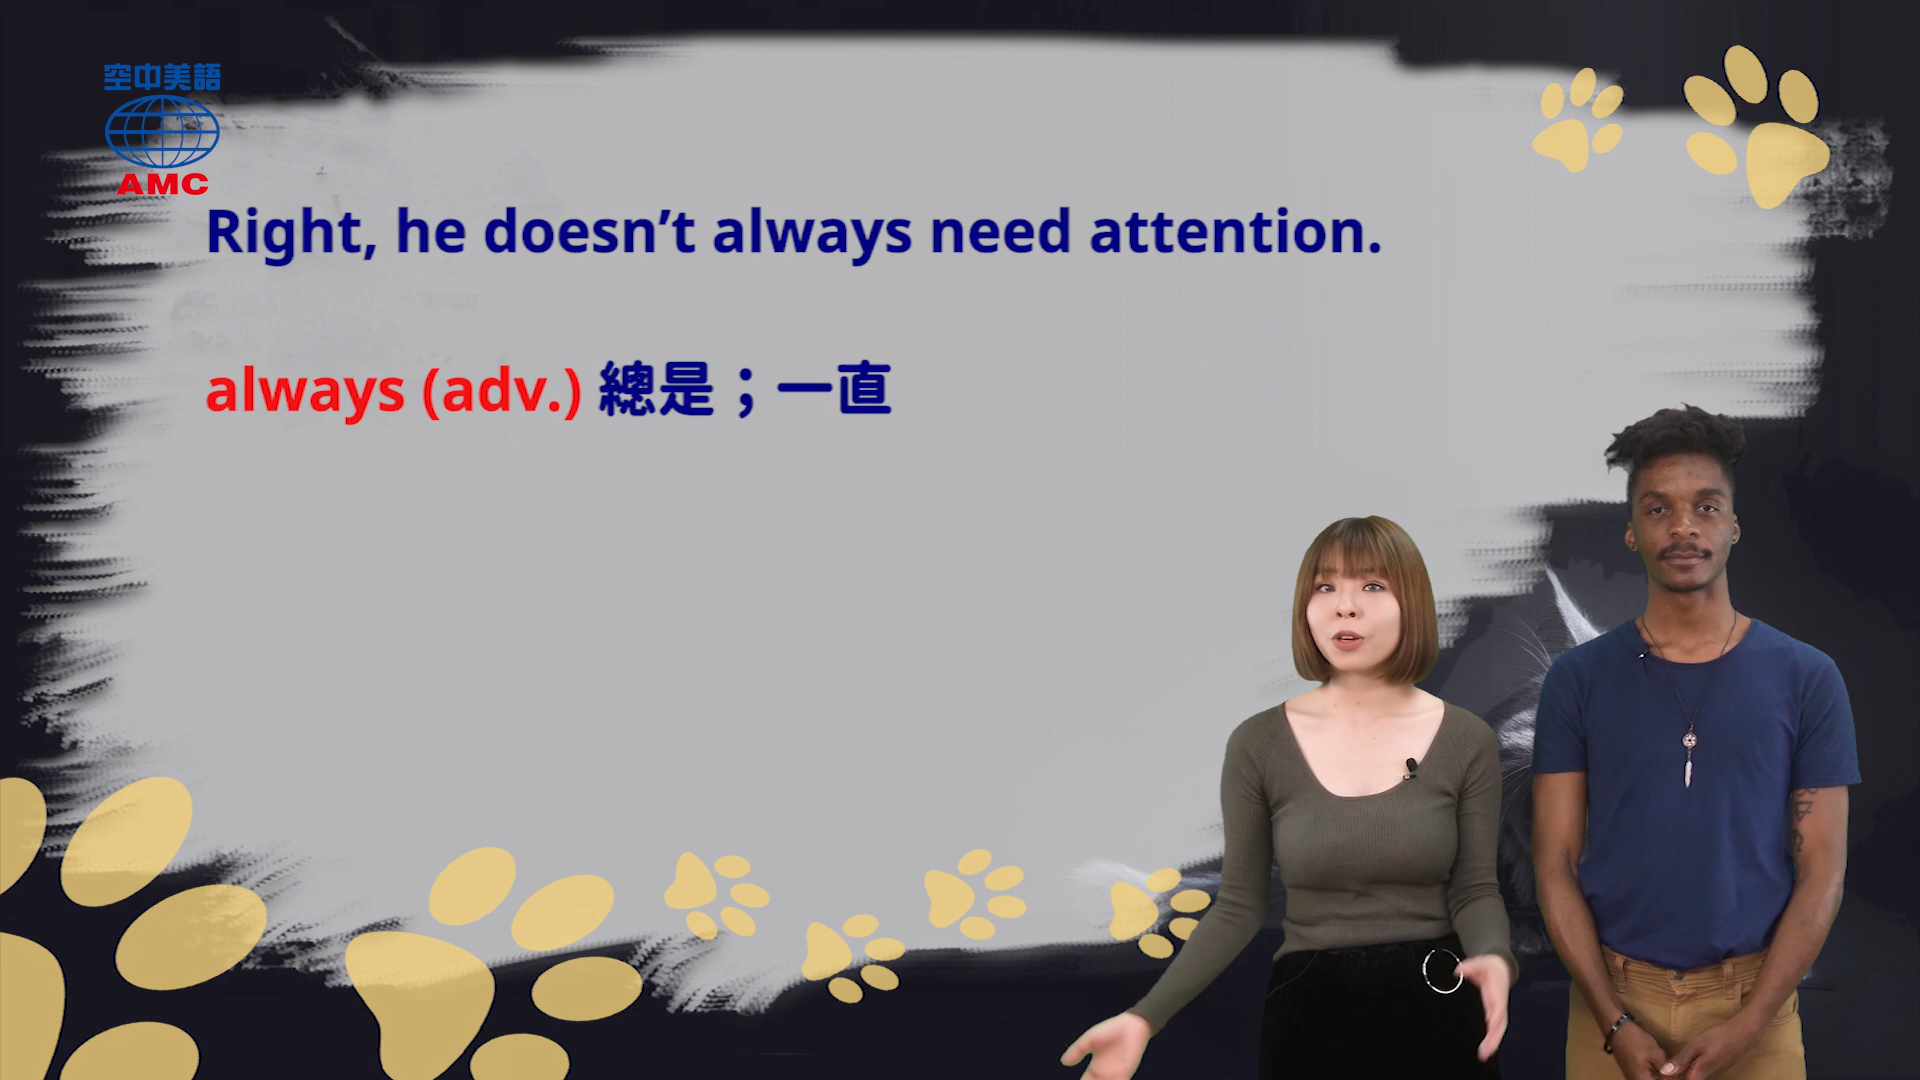 空中美語
AMC
Right, he doesn’t always need attention.
always (adv.) 總是；一直